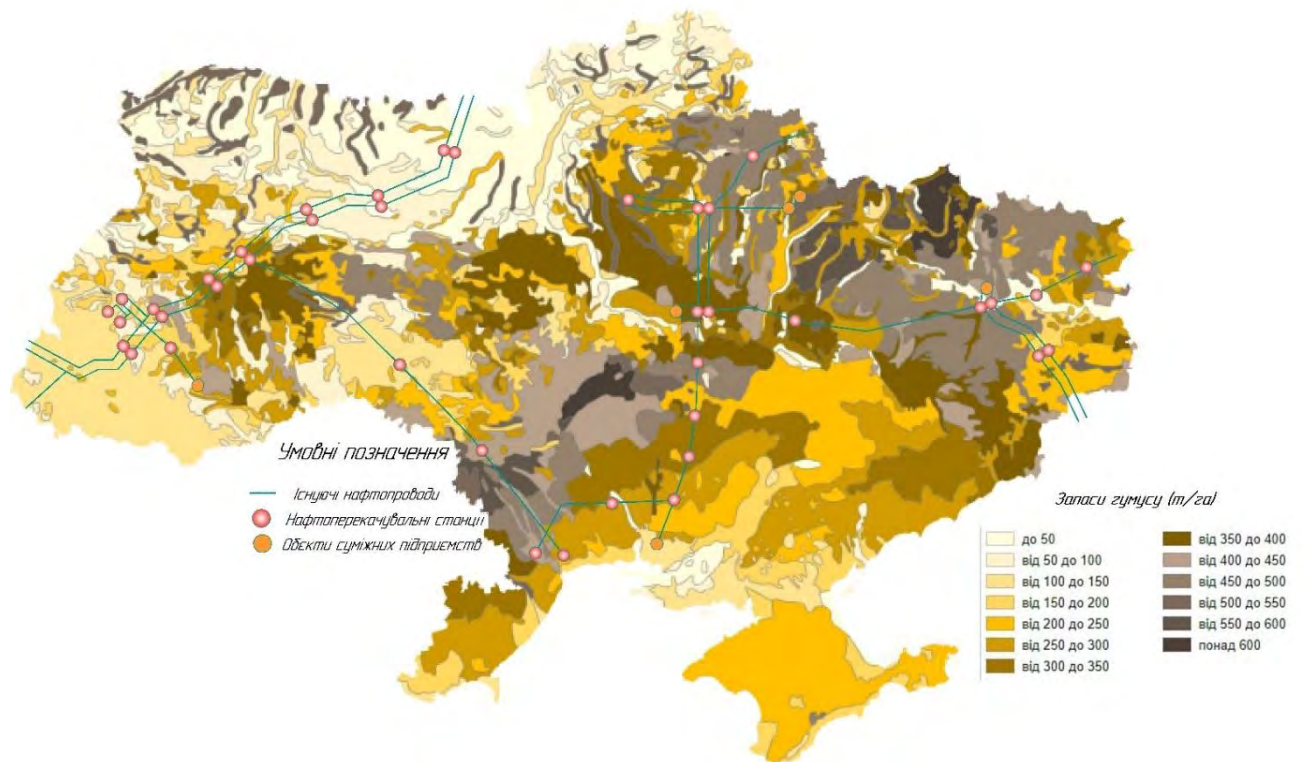 Умовні позначення
Існуючі нафтопроводи
Нафтоперекачувальні станції
Обєкти суміжних підприємств
Запаси гумусу (т/га)
до 50
від 50 до 100
від 100 до 150
від 150 до 200
від 200 до 250
від 250 до 300
від 300 до 350
від 350 до 400
від 400 до 450
від 450 до 500
від 500 до 550
від 550 до 600
понад 600